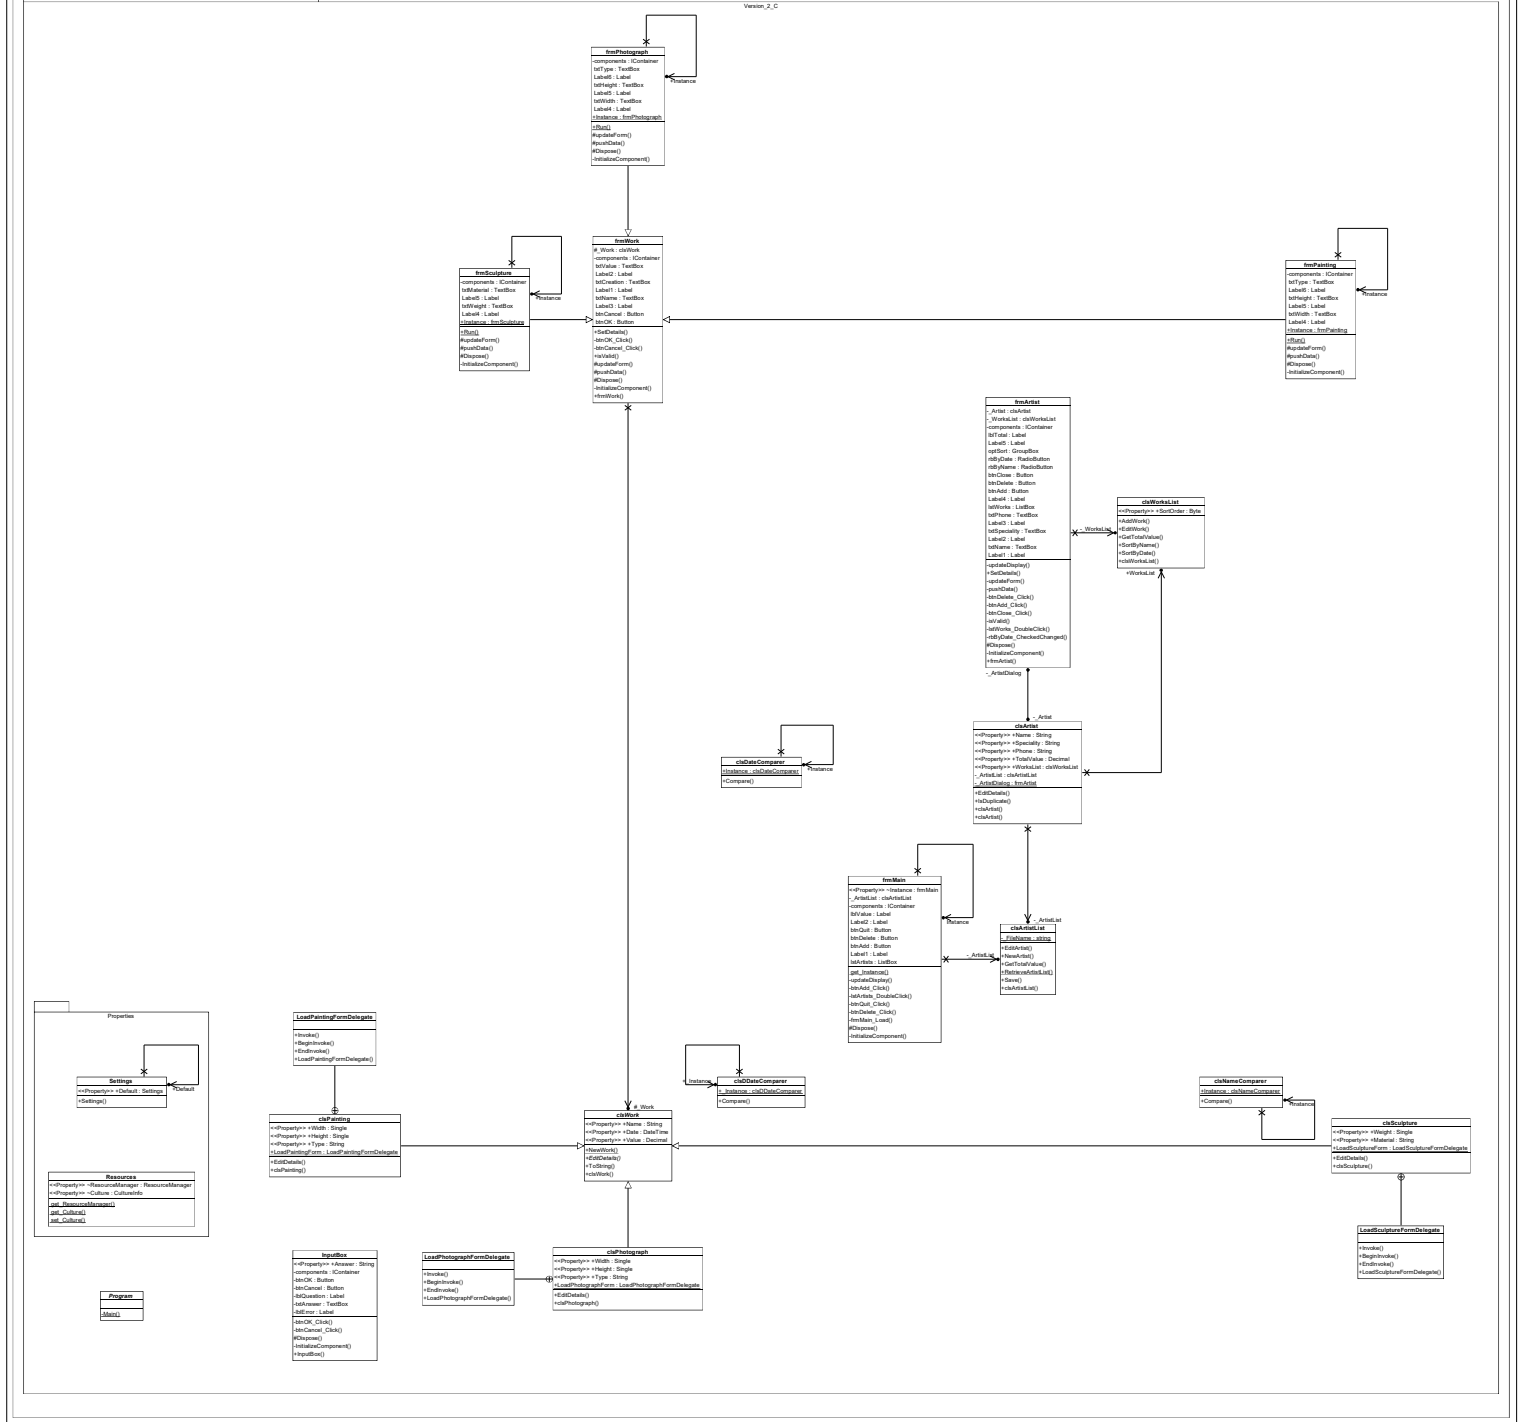 Version_2_C
frmPhotograph
-components : IContainer
txtType : TextBox
Label6 : Label
txtHeight : TextBox
Label5 : Label
txtWidth : TextBox
Label4 : Label
+Instance : frmPhotograph
+Run()
#updateForm()
#pushData()
#Dispose()
-InitializeComponent()
+Instance
frmWork
#_Work : clsWork
-components : IContainer
txtValue : TextBox
Label2 : Label
txtCreation : TextBox
Label1 : Label
txtName : TextBox
Label3 : Label
btnCancel : Button
btnOK : Button
+SetDetails()
-btnOK_Click()
-btnCancel_Click()
+isValid()
#updateForm()
#pushData()
#Dispose()
-InitializeComponent()
+frmWork()
frmSculpture
-components : IContainer
txtMaterial : TextBox
Label5 : Label
txtWeight : TextBox
Label4 : Label
+Instance : frmSculpture
+Run()
#updateForm()
#pushData()
#Dispose()
-InitializeComponent()
+Instance
frmPainting
-components : IContainer
txtType : TextBox
Label6 : Label
txtHeight : TextBox
Label5 : Label
txtWidth : TextBox
Label4 : Label
+Instance : frmPainting
+Run()
#updateForm()
#pushData()
#Dispose()
-InitializeComponent()
+Instance
frmArtist
-_Artist : clsArtist
-_WorksList : clsWorksList
-components : IContainer
lblTotal : Label
Label5 : Label
optSort : GroupBox
rbByDate : RadioButton
rbByName : RadioButton
btnClose : Button
btnDelete : Button
btnAdd : Button
Label4 : Label
lstWorks : ListBox
txtPhone : TextBox
Label3 : Label
txtSpeciality : TextBox
Label2 : Label
txtName : TextBox
Label1 : Label
-updateDisplay()
+SetDetails()
-updateForm()
-pushData()
-btnDelete_Click()
-btnAdd_Click()
-btnClose_Click()
-isValid()
-lstWorks_DoubleClick()
-rbByDate_CheckedChanged()
#Dispose()
-InitializeComponent()
+frmArtist()
-_WorksList
clsWorksList
<<Property>> +SortOrder : Byte
+AddWork()
+EditWork()
+GetTotalValue()
+SortByName()
+SortByDate()
+clsWorksList()
+WorksList
-_ArtistDialog
-_Artist
clsArtist
<<Property>> +Name : String
<<Property>> +Speciality : String
<<Property>> +Phone : String
<<Property>> +TotalValue : Decimal
<<Property>> +WorksList : clsWorksList
-_ArtistList : clsArtistList
-_ArtistDialog : frmArtist
+EditDetails()
+IsDuplicate()
+clsArtist()
+clsArtist()
clsDateComparer
+Instance : clsDateComparer
+Compare()
+Instance
frmMain
<<Property>> ~Instance : frmMain
-_ArtistList : clsArtistList
-components : IContainer
lblValue : Label
Label2 : Label
btnQuit : Button
btnDelete : Button
btnAdd : Button
Label1 : Label
lstArtists : ListBox
get_Instance()
-updateDisplay()
-btnAdd_Click()
-lstArtists_DoubleClick()
-btnQuit_Click()
-btnDelete_Click()
-frmMain_Load()
#Dispose()
-InitializeComponent()
Instance
-_ArtistList
-_ArtistList
clsArtistList
-_FileName : string
+EditArtist()
+NewArtist()
+GetTotalValue()
+RetrieveArtistList()
+Save()
+clsArtistList()
Properties
Settings
<<Property>> +Default : Settings
+Settings()
+Default
Resources
<<Property>> ~ResourceManager : ResourceManager
<<Property>> ~Culture : CultureInfo
get_ResourceManager()
get_Culture()
set_Culture()
LoadPaintingFormDelegate
+Invoke()
+BeginInvoke()
+EndInvoke()
+LoadPaintingFormDelegate()
clsPainting
<<Property>> +Width : Single
<<Property>> +Height : Single
<<Property>> +Type : String
+LoadPaintingForm : LoadPaintingFormDelegate
+EditDetails()
+clsPainting()
#_Work
clsWork
<<Property>> +Name : String
<<Property>> +Date : DateTime
<<Property>> +Value : Decimal
+NewWork()
+EditDetails()
+ToString()
+clsWork()
+_Instance
clsDDateComparer
+_Instance : clsDDateComparer
+Compare()
clsNameComparer
+Instance : clsNameComparer
+Compare()
+Instance
clsSculpture
<<Property>> +Weight : Single
<<Property>> +Material : String
+LoadSculptureForm : LoadSculptureFormDelegate
+EditDetails()
+clsSculpture()
LoadSculptureFormDelegate
+Invoke()
+BeginInvoke()
+EndInvoke()
+LoadSculptureFormDelegate()
Program
-Main()
InputBox
<<Property>> +Answer : String
-components : IContainer
-btnOK : Button
-btnCancel : Button
-lblQuestion : Label
-txtAnswer : TextBox
-lblError : Label
-btnOK_Click()
-btnCancel_Click()
#Dispose()
-InitializeComponent()
+InputBox()
LoadPhotographFormDelegate
+Invoke()
+BeginInvoke()
+EndInvoke()
+LoadPhotographFormDelegate()
clsPhotograph
<<Property>> +Width : Single
<<Property>> +Height : Single
<<Property>> +Type : String
+LoadPhotographForm : LoadPhotographFormDelegate
+EditDetails()
+clsPhotograph()